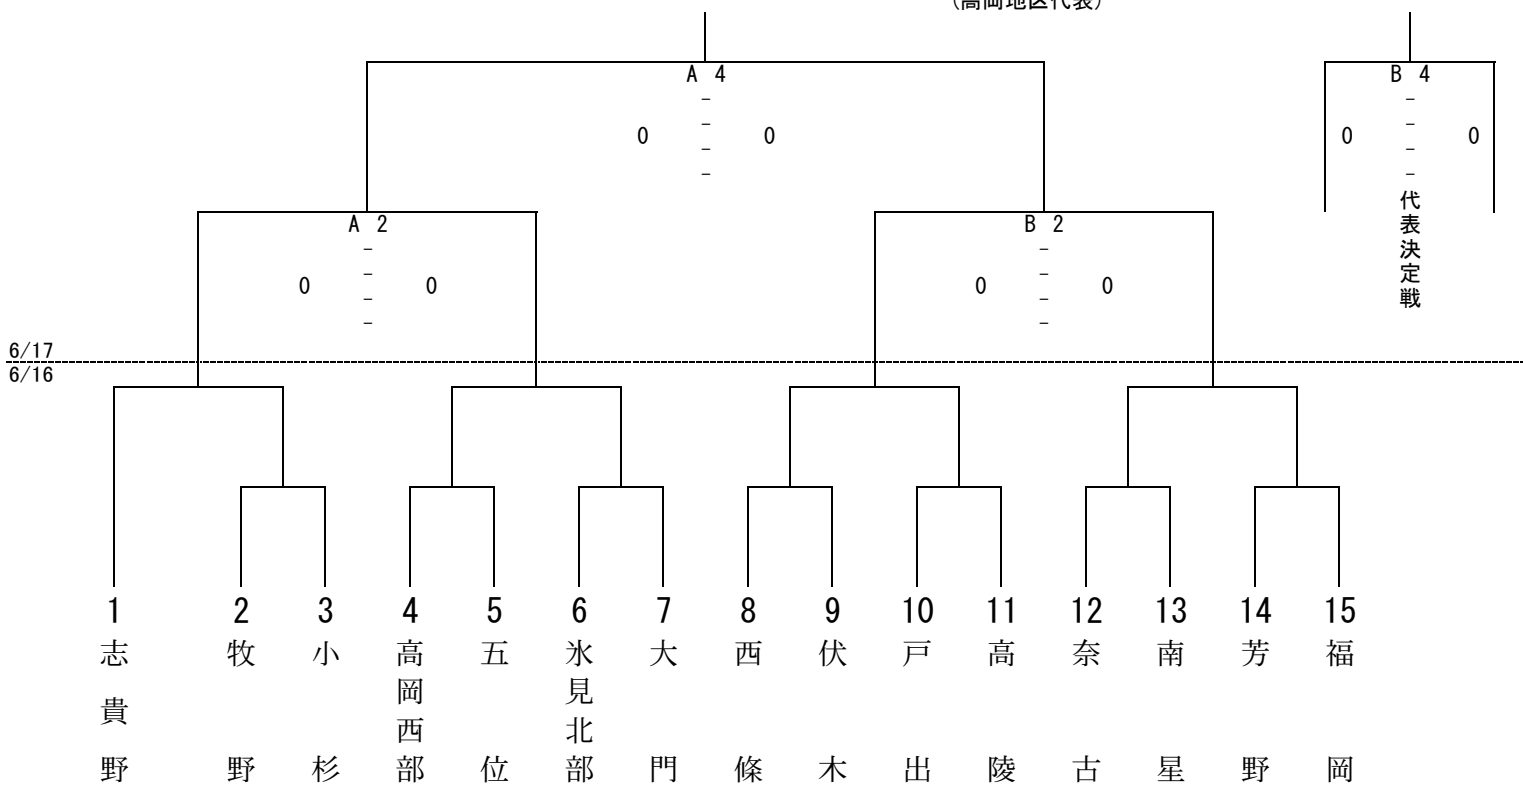 (高岡地区代表)
A 4
-
-
-
-
0 0
B 4
-
-
-
-
0 0
代表決定戦
A 2
-
-
-
-
0 0
B 2
-
-
-
-
0 0
6/17
6/16
1 2 3 4 5 6 7 8 9 10 11 12 13 14 15
志貴野
牧野
小杉
高岡西部
五位
氷見北部
大門
西條
伏木
戸出
高陵
奈古
南星
芳野
福岡